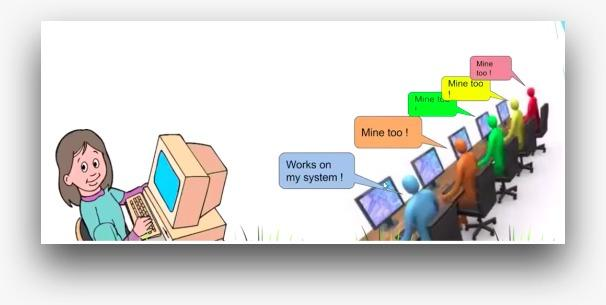 Works on
my system !
Mine too !
Mine too
!
Mine too
!
Mine
too !